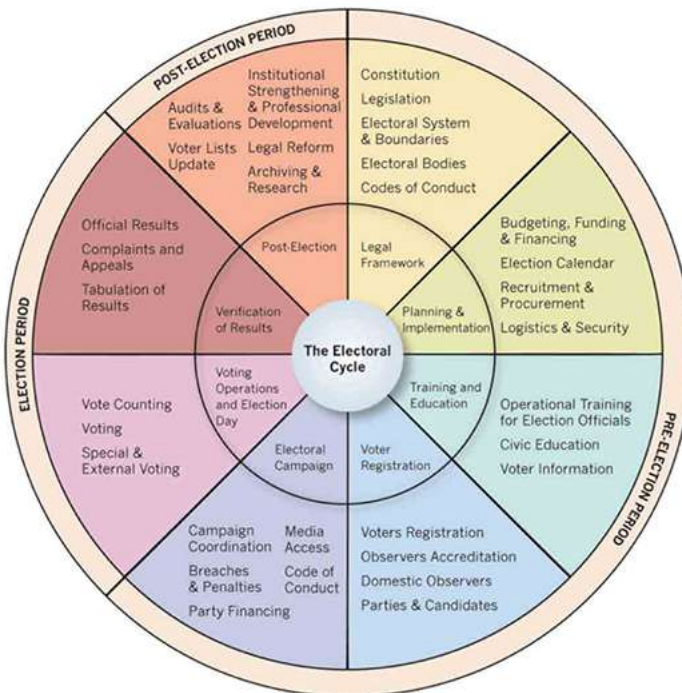 POST-ELECTION PERIOD
ELECTION PERIOD
PRE-ELECTION PERIOD
The Electoral
Cycle
Legal
Framework
Constitution
Legislation
Electoral System
& Boundaries
Electoral Bodies
Codes of Conduct
Planning &
Implementation
Budgeting, Funding
& Financing
Election Calendar
Recruitment &
Procurement
Logistics & Security
Training and
Education
Operational Training
for Election Officials
Civic Education
Voter Information
Voter
Registration
Voters Registration
Observers Accreditation
Domestic Observers
Parties & Candidates
Electoral
Campaign
Campaign
Coordination
Breaches
& Penalties
Party Financing
Media
Access
Code of
Conduct
Voting
Operations
and Election
Day
Vote Counting
Voting
Special &
External Voting
Verification
of Results
Official Results
Complaints and
Appeals
Tabulation of
Results
Post-Election
Audits &
Evaluations
Voter Lists
Update
Institutional
Strengthening
& Professional
Development
Legal Reform
Archiving &
Research